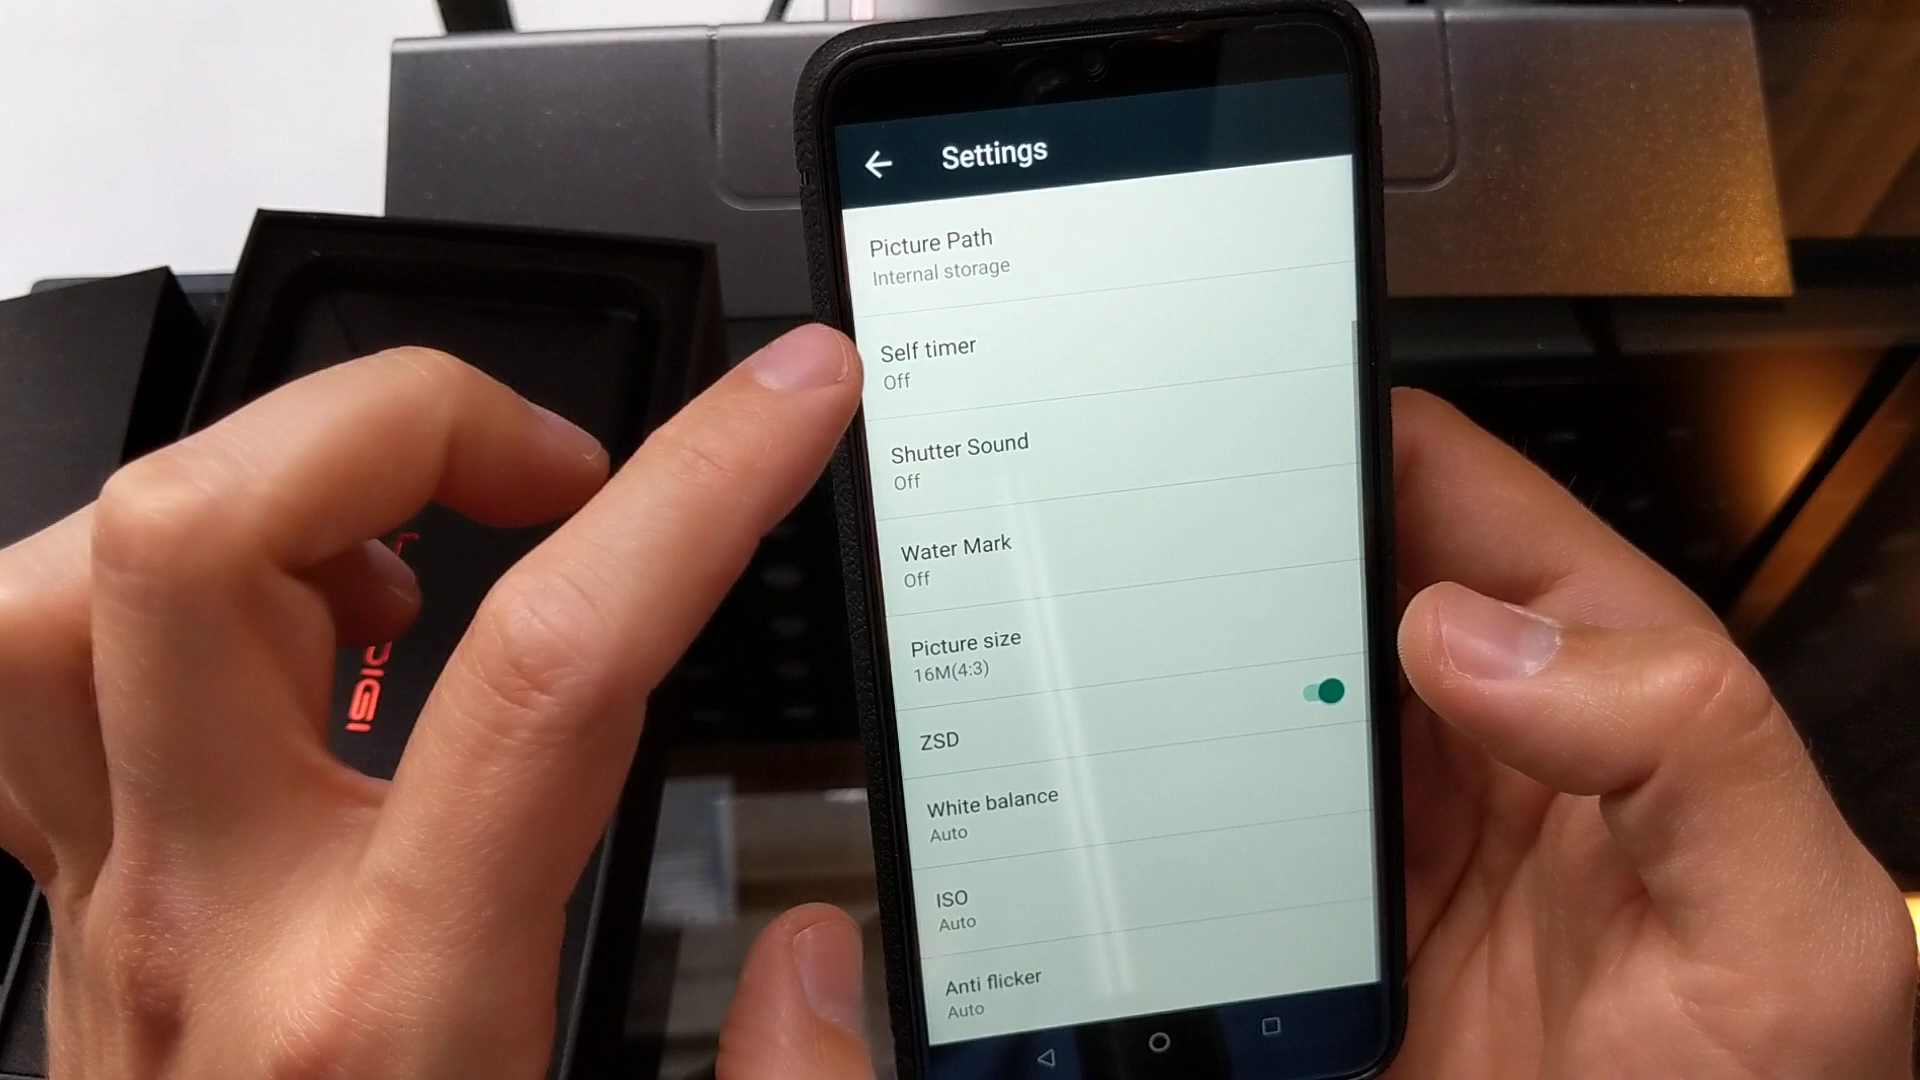 Settings
Picture Path
Internal storage
Self timer
Off
Shutter Sound
Off
Water Mark
Off
Picture size
16M(4:3)
ZSD
White balance
Auto
ISO
Auto
Anti flicker
Auto